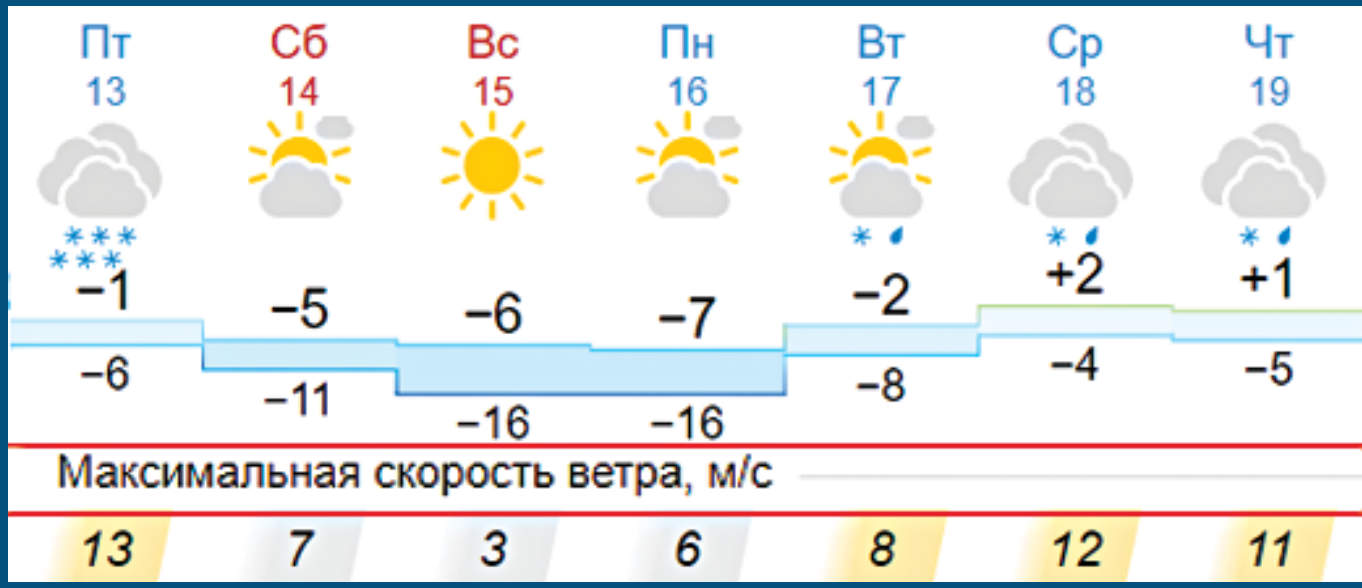 Пт Сб Вс Пн Вт Ср Чт
13 14 15 16 17 18 19
−1 −5 −6 −7 −2 +2 +1
−6 −11 −16 −16 −8 −4 −5
Максимальная скорость ветра, м/с
13 7 3 6 8 12 11